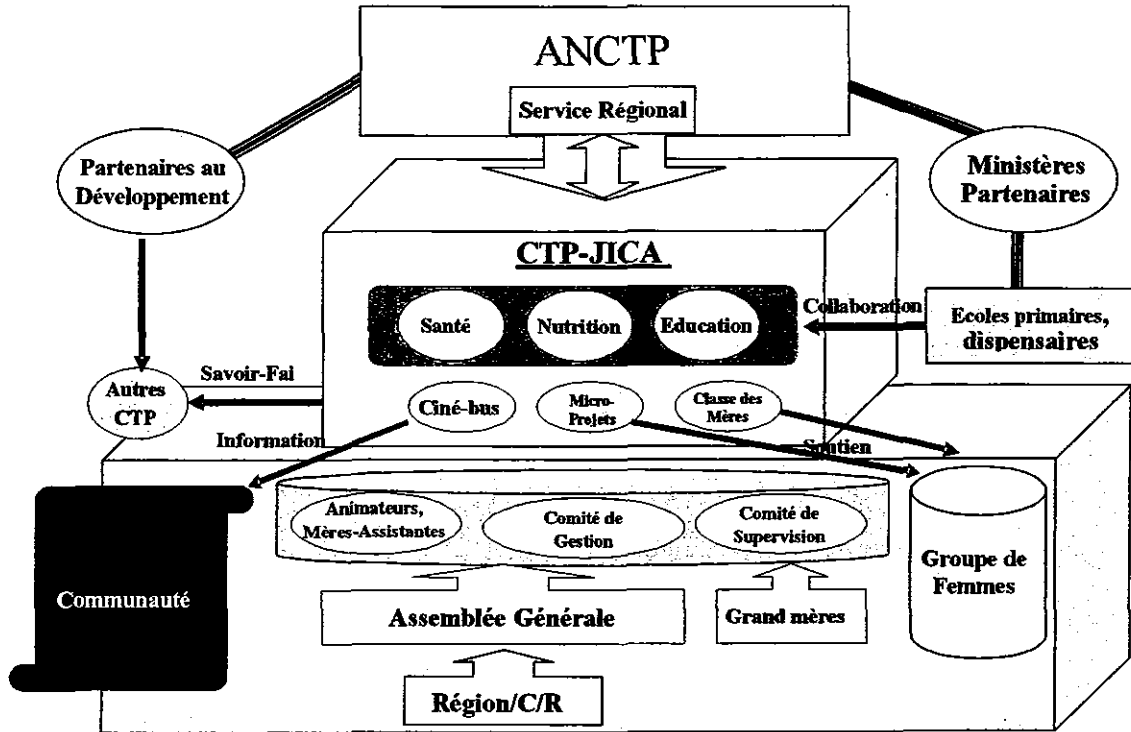 ANCTP
Service Régional
Partenaires au
Développement
Ministères
Partenaires
CTP-JICA
Santé
Nutrition
Education
Collaboration
Ecoles primaires,
dispensaires
Autres
CTP
Savoir-Fai
Ciné-bus
Micro-
Projets
Classe des
Mères
Information
Soutien
Animateurs,
Mères-Assistantes
Comité de
Gestion
Comité de
Supervision
Groupe de
Femmes
Communauté
Assemblée Générale
Grand mères
Région/C/R